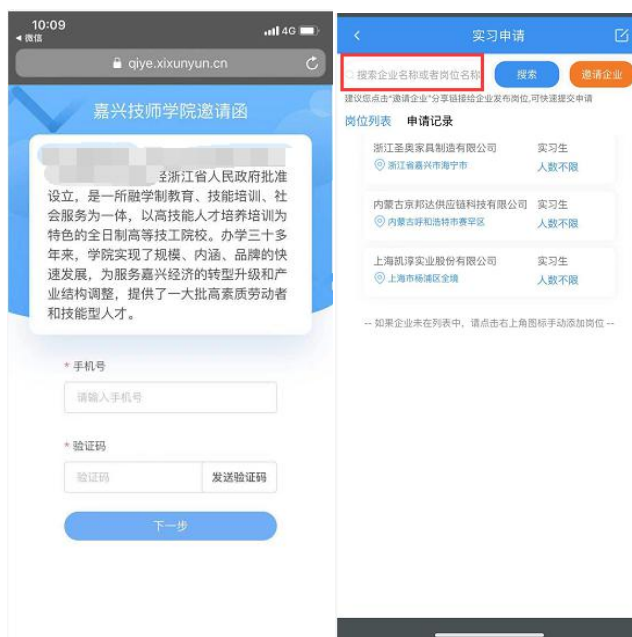 10:09
4G
微信
qiye.xixunyun.cn
嘉兴技师学院邀请函
经浙江省人民政府批准
设立，是一所融学制教育、技能培训、社
会服务为一体，以高技能人才培养培训为
特色的全日制高等技工院校。办学三十多
年来，学院实现了规模、内涵、品牌的快
速发展，为服务嘉兴经济的转型升级和产
业结构调整，提供了一大批高素质劳动者
和技能型人才。
* 手机号
请输入手机号
* 验证码
验证码 发送验证码
下一步
实习申请
搜索企业名称或者岗位名称 搜索 邀请企业
建议您点击“邀请企业”分享链接给企业发布岗位,可快速提交申请
岗位列表 申请记录
浙江圣奥家具制造有限公司 实习生
浙江省嘉兴市海宁市 人数不限
内蒙古京邦达供应链科技有限公司 实习生
内蒙古呼和浩特市赛罕区 人数不限
上海凯淳实业股份有限公司 实习生
上海市杨浦区全境 人数不限
-- 如果企业未在列表中，请点击右上角图标手动添加岗位 --